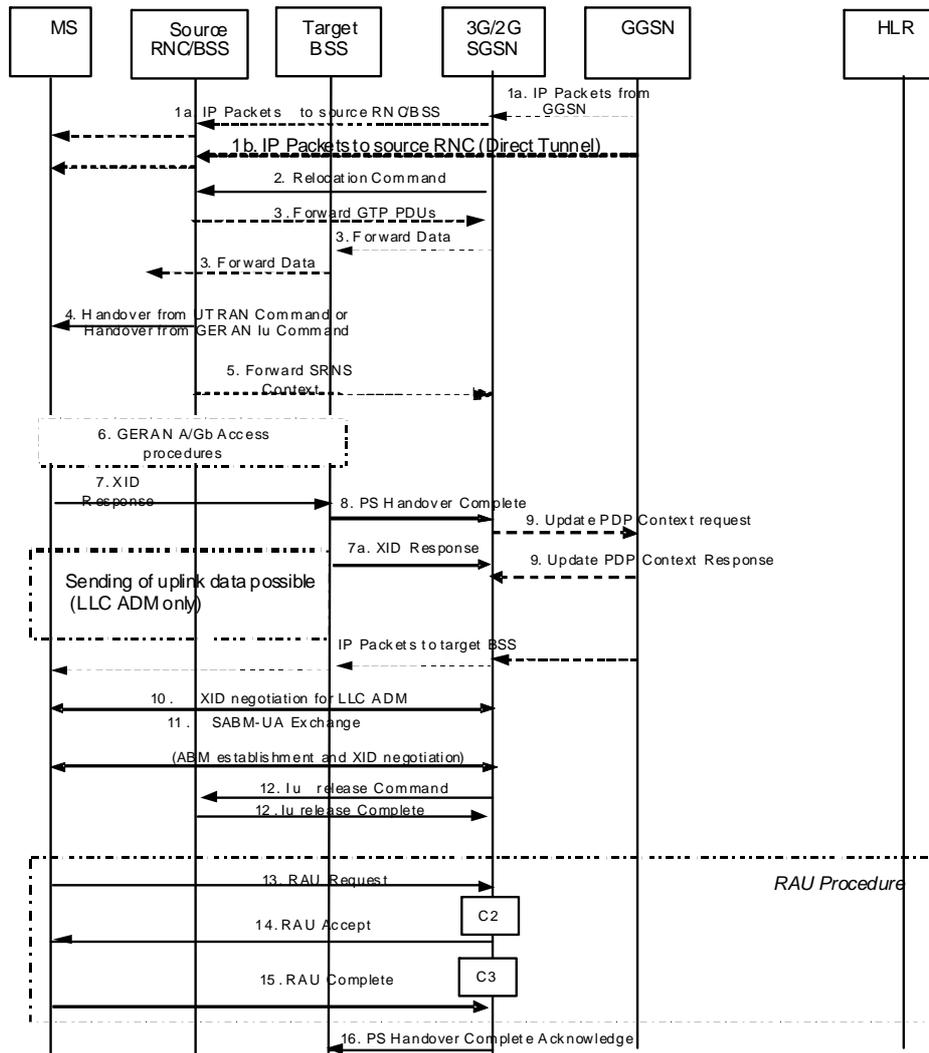 MS
Source
RNC/BSS
Target
BSS
3G/2G
SGSN
GGSN
HLR
1a. IP Packets from
GGSN
1a. IP Packets to source RNC/BSS
1b. IP Packets to source RNC (Direct Tunnel)
2. Relocation Command
3. Forward GTP PDUs
3. Forward Data
3. Forward Data
4. Handover from UTRAN Command or
Handover from GERAN Iu Command
5. Forward SRNS
Context
6. GERAN A/Gb Access
procedures
7. XID
Response
8. PS Handover Complete
9. Update PDP Context request
7a. XID Response
9. Update PDP Context Response
Sending of uplink data possible
(LLC ADM only)
IP Packets to target BSS
10. XID negotiation for LLC ADM
11. SABM-UA Exchange
(ABM establishment and XID negotiation)
12. Iu release Command
12. Iu release Complete
13. RAU Request
RAU Procedure
C2
14. RAU Accept
C3
15. RAU Complete
16. PS Handover Complete Acknowledge